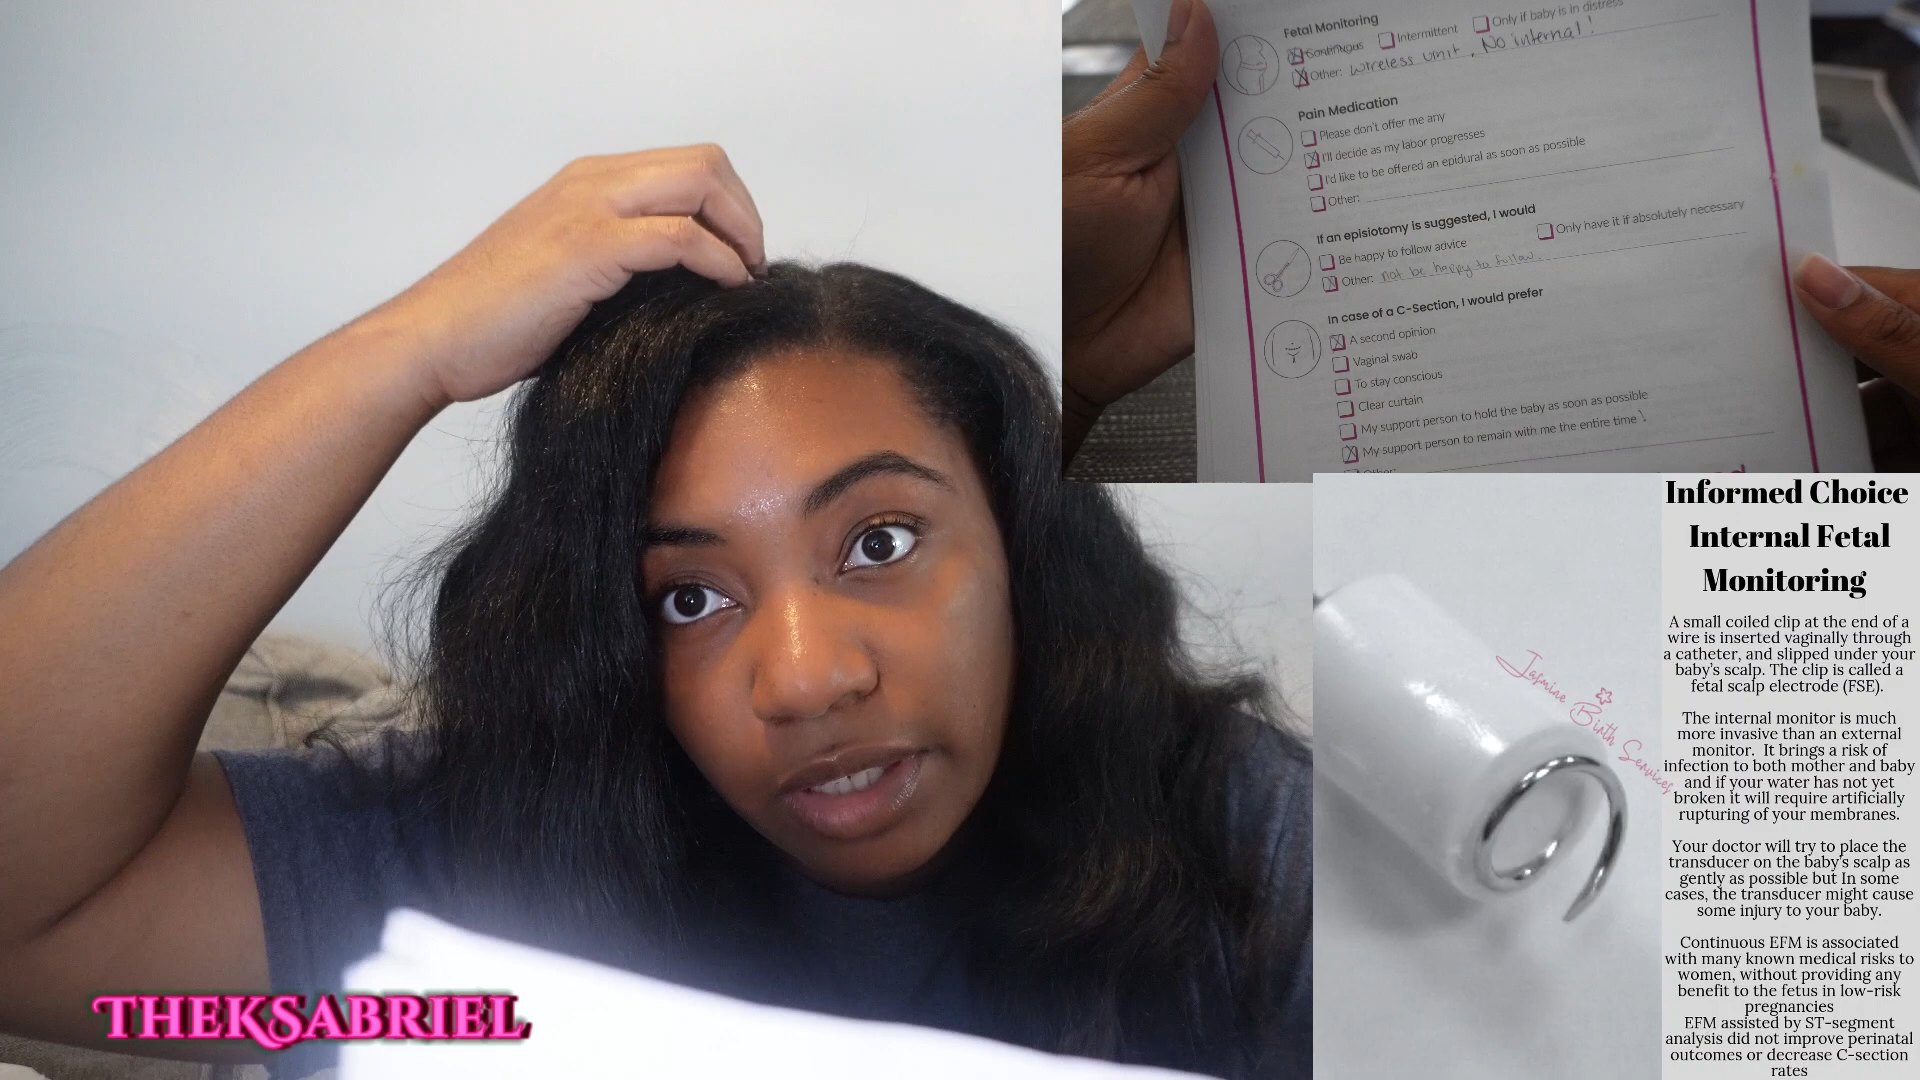 Fetal Monitoring
Continuous Intermittent Only if baby is in distress
Other: wireless unit. No internal!
Pain Medication
Please don't offer me any
I'll decide as my labor progresses
I'd like to be offered an epidural as soon as possible
Other:
If an episiotomy is suggested, I would
Be happy to follow advice Only have it if absolutely necessary
Other: not be happy to follow.
In case of a C-Section, I would prefer
A second opinion
Vaginal swab
To stay conscious
Clear curtain
My support person to hold the baby as soon as possible
My support person to remain with me the entire time!
Other:
Informed Choice
Internal Fetal
Monitoring
A small coiled clip at the end of a
wire is inserted vaginally through
a catheter, and slipped under your
baby's scalp. The clip is called a
fetal scalp electrode (FSE).
The internal monitor is much
more invasive than an external
monitor. It brings a risk of
infection to both mother and baby
and if your water has not yet
broken it will require artificially
rupturing of your membranes.
Your doctor will try to place the
transducer on the baby's scalp as
gently as possible but In some
cases, the transducer might cause
some injury to your baby.
Continuous EFM is associated
with many known medical risks to
women, without providing any
benefit to the fetus in low-risk
pregnancies
EFM assisted by ST-segment
analysis did not improve perinatal
outcomes or decrease C-section
rates
Jasmine Birth Services
THEKSABRIEL